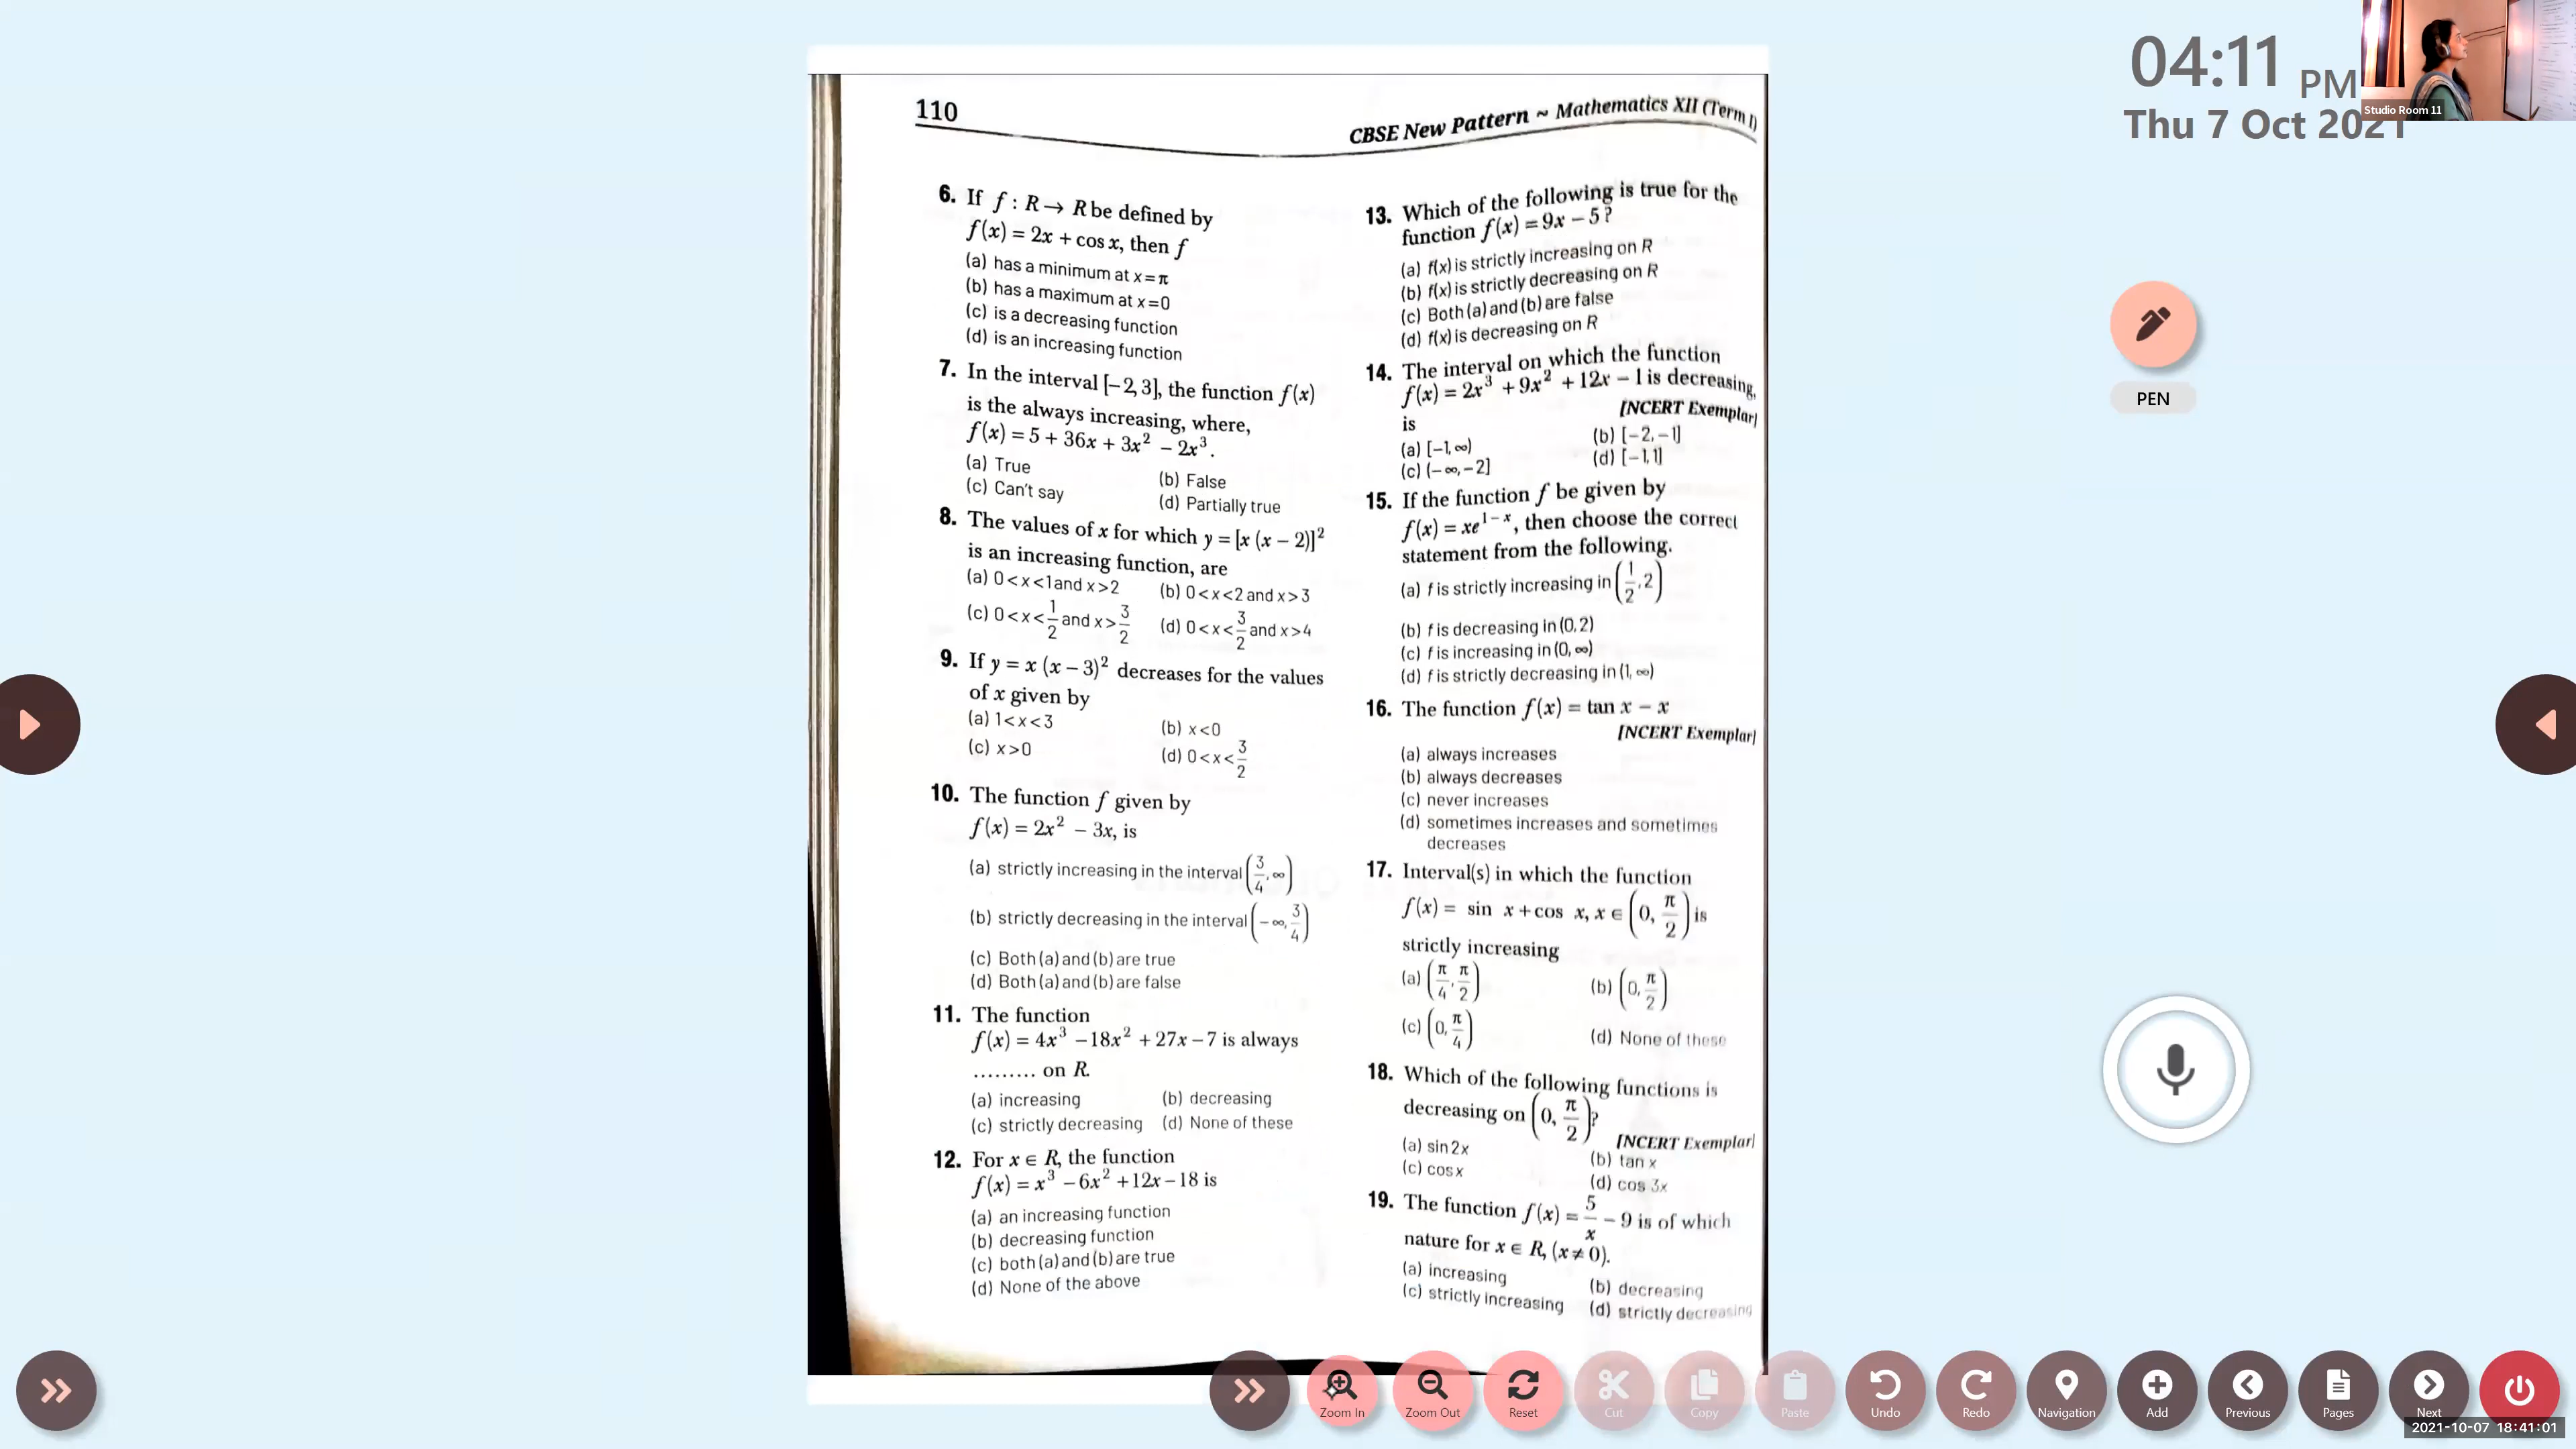 110
CBSE New Pattern ~ Mathematics XII (Term I)
6. If f : R → R be defined by
f(x) = 2x + cos x, then f
(a) has a minimum at x = π
(b) has a maximum at x = 0
(c) is a decreasing function
(d) is an increasing function
7. In the interval [−2, 3], the function f(x)
is the always increasing, where,
f(x) = 5 + 36x + 3x² − 2x³.
(a) True (b) False
(c) Can't say (d) Partially true
8. The values of x for which y = [x (x − 2)]²
is an increasing function, are
(a) 0 < x < 1 and x > 2 (b) 0 < x < 2 and x > 3
(c) 0 < x < 1/2 and x > 3/2 (d) 0 < x < 3/2 and x > 4
9. If y = x (x − 3)² decreases for the values
of x given by
(a) 1 < x < 3 (b) x < 0
(c) x > 0 (d) 0 < x < 3/2
10. The function f given by
f(x) = 2x² − 3x, is
(a) strictly increasing in the interval (3/4, ∞)
(b) strictly decreasing in the interval (−∞, 3/4)
(c) Both (a) and (b) are true
(d) Both (a) and (b) are false
11. The function
f(x) = 4x³ − 18x² + 27x − 7 is always
......... on R.
(a) increasing (b) decreasing
(c) strictly decreasing (d) None of these
12. For x ∈ R, the function
f(x) = x³ − 6x² + 12x − 18 is
(a) an increasing function
(b) decreasing function
(c) both (a) and (b) are true
(d) None of the above
13. Which of the following is true for the
function f(x) = 9x − 5 ?
(a) f(x) is strictly increasing on R
(b) f(x) is strictly decreasing on R
(c) Both (a) and (b) are false
(d) f(x) is decreasing on R
14. The interval on which the function
f(x) = 2x³ + 9x² + 12x − 1 is decreasing,
is [NCERT Exemplar]
(a) [−1, ∞) (b) [−2, −1]
(c) (−∞, −2] (d) [−1, 1]
15. If the function f be given by
f(x) = xe^(1−x), then choose the correct
statement from the following.
(a) f is strictly increasing in (1/2, 2)
(b) f is decreasing in (0, 2)
(c) f is increasing in (0, ∞)
(d) f is strictly decreasing in (1, ∞)
16. The function f(x) = tan x − x
[NCERT Exemplar]
(a) always increases
(b) always decreases
(c) never increases
(d) sometimes increases and sometimes
decreases
17. Interval(s) in which the function
f(x) = sin x + cos x, x ∈ (0, π/2) is
strictly increasing
(a) (π/4, π/2) (b) (0, π/2)
(c) (0, π/4) (d) None of these
18. Which of the following functions is
decreasing on (0, π/2)?
[NCERT Exemplar]
(a) sin 2x (b) tan x
(c) cos x (d) cos 3x
19. The function f(x) = 5/x − 9 is of which
nature for x ∈ R, (x ≠ 0).
(a) increasing (b) decreasing
(c) strictly increasing (d) strictly decreasing
04:11 PM
Thu 7 Oct 2021
Studio Room 11
PEN
Zoom In
Zoom Out
Reset
Cut
Copy
Paste
Undo
Redo
Navigation
Add
Previous
Pages
Next
2021-10-07 18:41:01